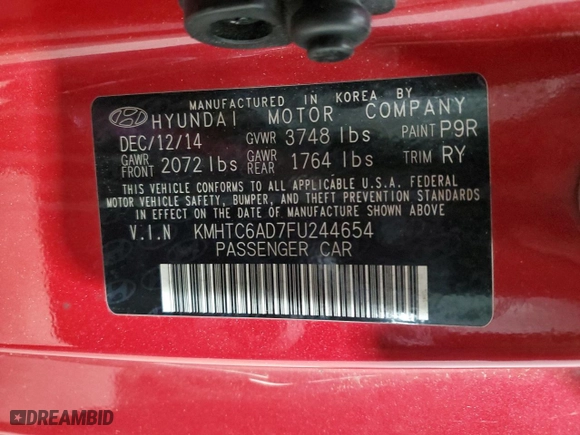 MANUFACTURED IN KOREA BY
HYUNDAI MOTOR COMPANY
DEC/12/14 GVWR 3748 lbs PAINT P9R
GAWR FRONT 2072 lbs GAWR REAR 1764 lbs TRIM RY
THIS VEHICLE CONFORMS TO ALL APPLICABLE U.S.A. FEDERAL
MOTOR VEHICLE SAFETY, BUMPER, AND THEFT PREVENTION STANDARDS
IN EFFECT ON THE DATE OF MANUFACTURE SHOWN ABOVE
V.I.N KMHTC6AD7FU244654
PASSENGER CAR
DREAMBID